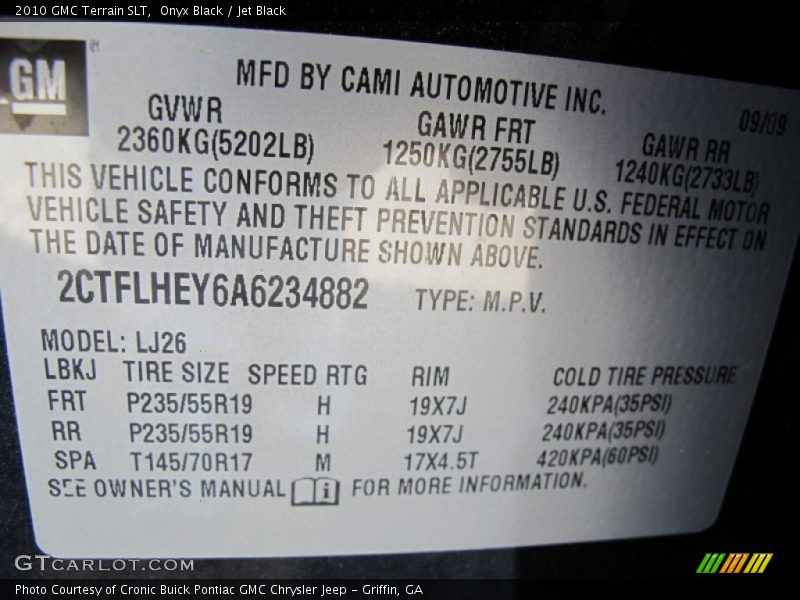 2010 GMC Terrain SLT,  Onyx Black / Jet Black
GM
MFD BY CAMI AUTOMOTIVE INC.
09/09
GVWR GAWR FRT GAWR RR
2360KG(5202LB) 1250KG(2755LB) 1240KG(2733LB)
THIS VEHICLE CONFORMS TO ALL APPLICABLE U.S. FEDERAL MOTOR
VEHICLE SAFETY AND THEFT PREVENTION STANDARDS IN EFFECT ON
THE DATE OF MANUFACTURE SHOWN ABOVE.
2CTFLHEY6A6234882 TYPE: M.P.V.
MODEL: LJ26
LBKJ TIRE SIZE SPEED RTG RIM COLD TIRE PRESSURE
FRT P235/55R19 H 19X7J 240KPA(35PSI)
RR P235/55R19 H 19X7J 240KPA(35PSI)
SPA T145/70R17 M 17X4.5T 420KPA(60PSI)
SEE OWNER'S MANUAL i FOR MORE INFORMATION.
GTCARLOT.COM
Photo Courtesy of Cronic Buick Pontiac GMC Chrysler Jeep - Griffin, GA